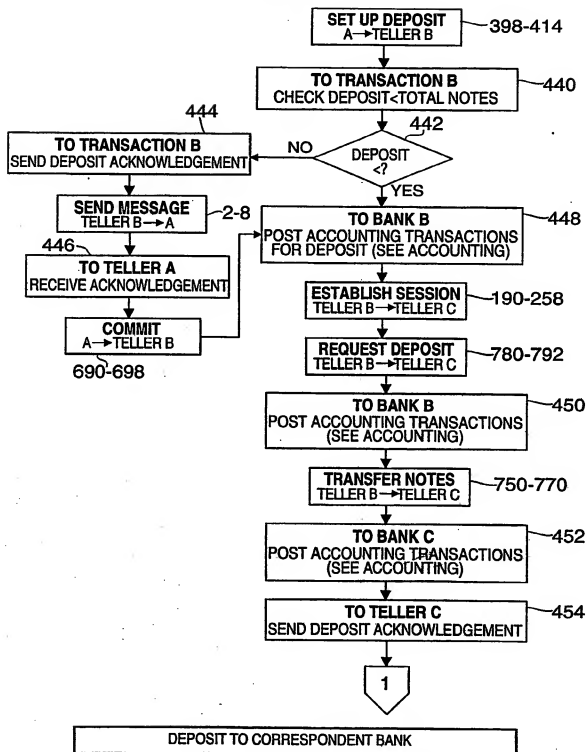 SET UP DEPOSIT
A→TELLER B
398-414
TO TRANSACTION B
CHECK DEPOSIT<TOTAL NOTES
440
442
DEPOSIT
<?
NO
YES
444
TO TRANSACTION B
SEND DEPOSIT ACKNOWLEDGEMENT
SEND MESSAGE
TELLER B→A
2-8
446
TO TELLER A
RECEIVE ACKNOWLEDGEMENT
COMMIT
A→TELLER B
690-698
TO BANK B
POST ACCOUNTING TRANSACTIONS
FOR DEPOSIT (SEE ACCOUNTING)
448
ESTABLISH SESSION
TELLER B→TELLER C
190-258
REQUEST DEPOSIT
TELLER B→TELLER C
780-792
TO BANK B
POST ACCOUNTING TRANSACTIONS
(SEE ACCOUNTING)
450
TRANSFER NOTES
TELLER B→TELLER C
750-770
TO BANK C
POST ACCOUNTING TRANSACTIONS
(SEE ACCOUNTING)
452
TO TELLER C
SEND DEPOSIT ACKNOWLEDGEMENT
454
1
DEPOSIT TO CORRESPONDENT BANK